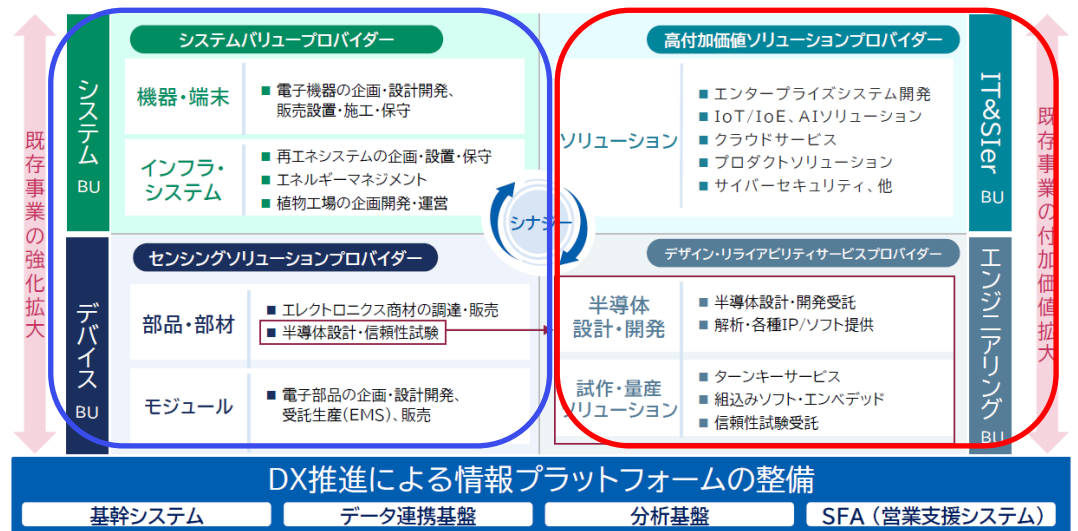 既存事業の強化拡大
システム
BU
システムバリュープロバイダー
機器・端末
■ 電子機器の企画・設計開発、
販売設置・施工・保守
インフラ・
システム
■ 再エネシステムの企画・設置・保守
■ エネルギーマネジメント
■ 植物工場の企画開発・運営
高付加価値ソリューションプロバイダー
ソリューション
■ エンタープライズシステム開発
■ IoT/IoE、AIソリューション
■ クラウドサービス
■ プロダクトソリューション
■ サイバーセキュリティ、他
IT&SIer
BU
既存事業の付加価値拡大
シナジー
デバイス
BU
センシングソリューションプロバイダー
部品・部材
■ エレクトロニクス商材の調達・販売
■ 半導体設計・信頼性試験
モジュール
■ 電子部品の企画・設計開発、
受託生産(EMS)、販売
デザイン・リライアビリティサービスプロバイダー
半導体
設計・開発
■ 半導体設計・開発受託
■ 解析・各種IP/ソフト提供
試作・量産
ソリューション
■ ターンキーサービス
■ 組込みソフト・エンベデッド
■ 信頼性試験受託
エンジニアリング
BU
DX推進による情報プラットフォームの整備
基幹システム
データ連携基盤
分析基盤
SFA（営業支援システム）